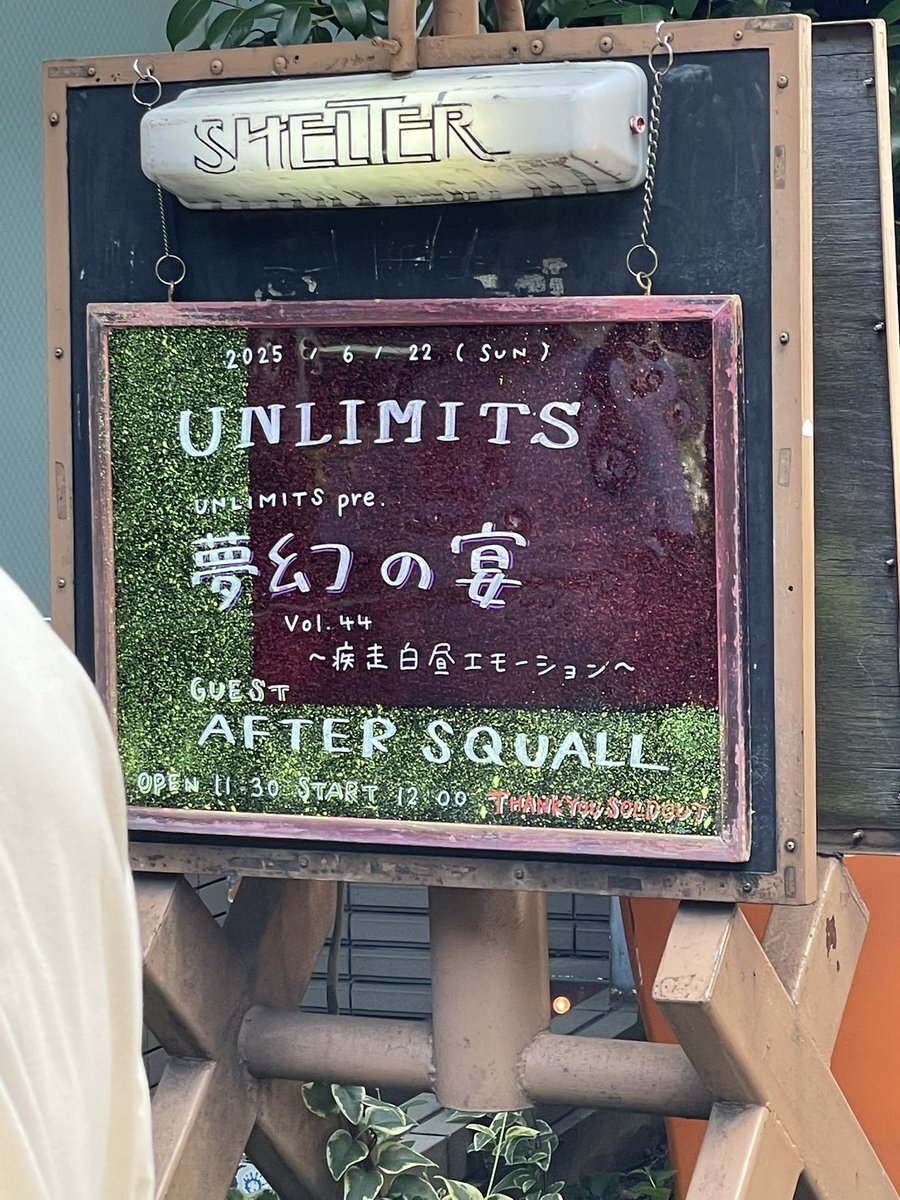 SHELTER
2025 / 6 / 22 (SUN)
UNLIMITS
UNLIMITS pre.
夢幻の宴
Vol.44
~疾走白昼エモーション~
GUEST
AFTER SQUALL
OPEN 11:30 START 12:00 THANK YOU SOLD OUT